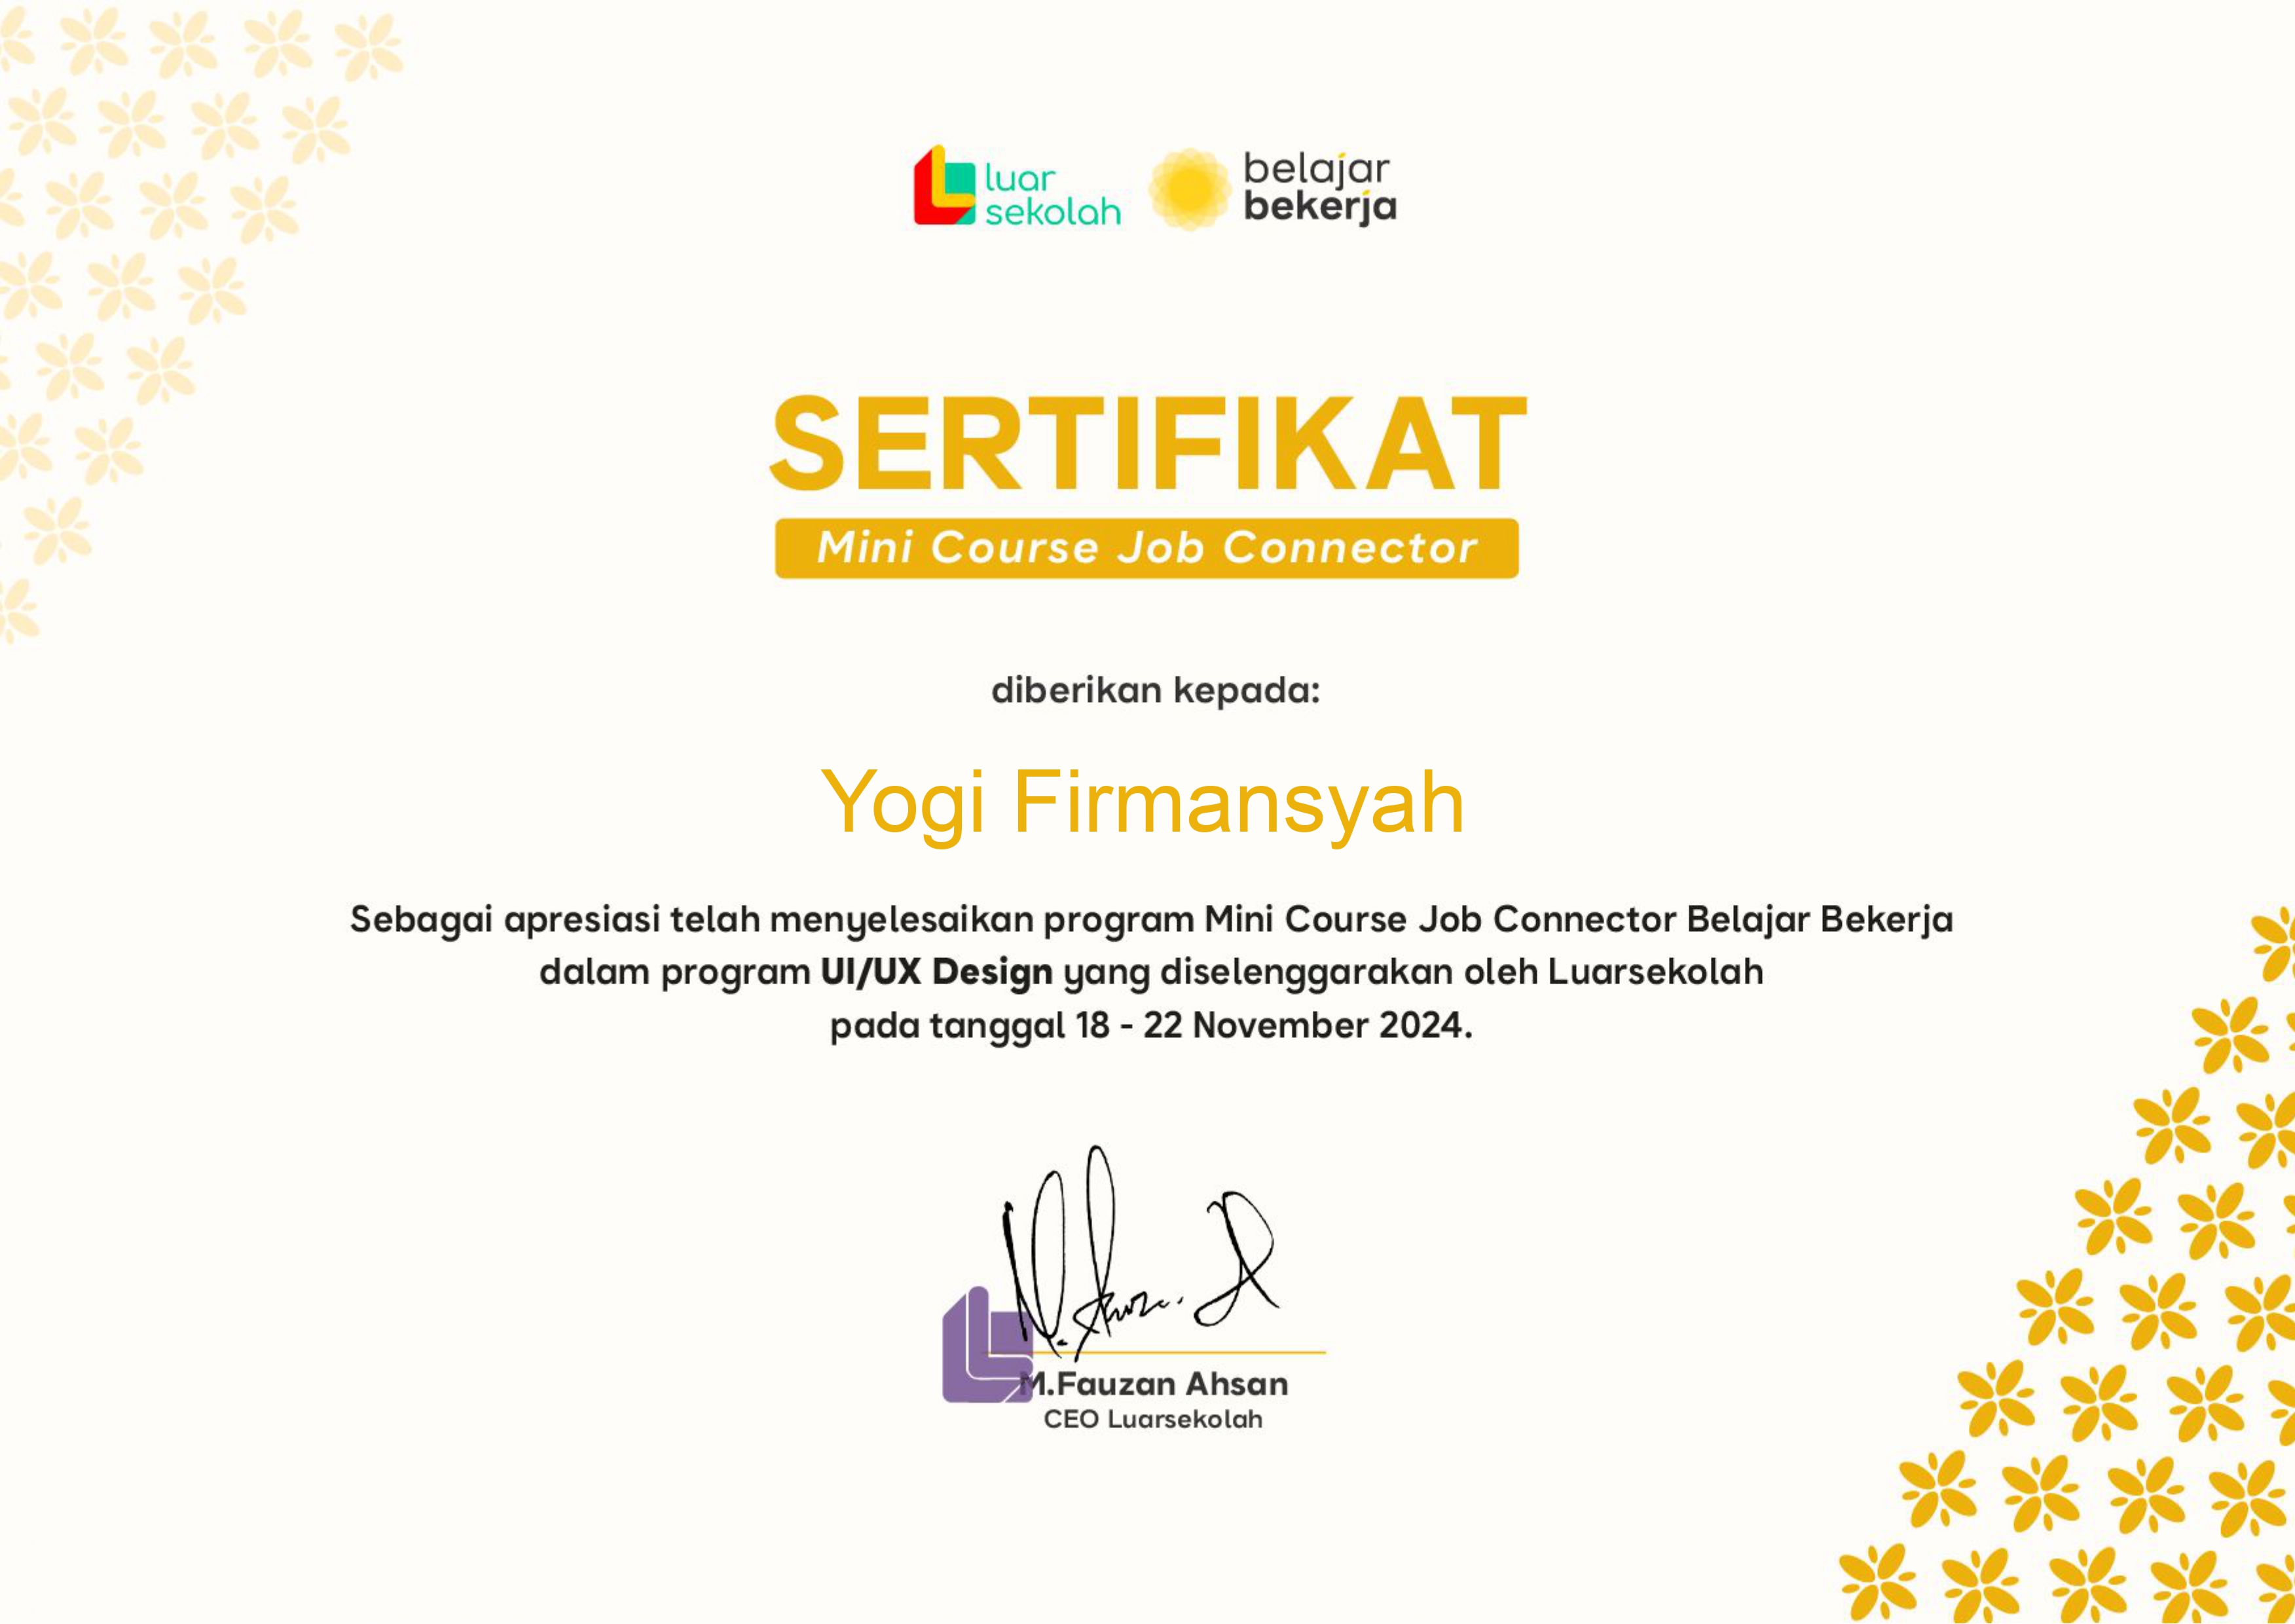 luar
sekolah
belajar
bekerja
SERTIFIKAT
Mini Course Job Connector
diberikan kepada:
Yogi Firmansyah
Sebagai apresiasi telah menyelesaikan program Mini Course Job Connector Belajar Bekerja
dalam program UI/UX Design yang diselenggarakan oleh Luarsekolah
pada tanggal 18 - 22 November 2024.
M.Fauzan Ahsan
CEO Luarsekolah